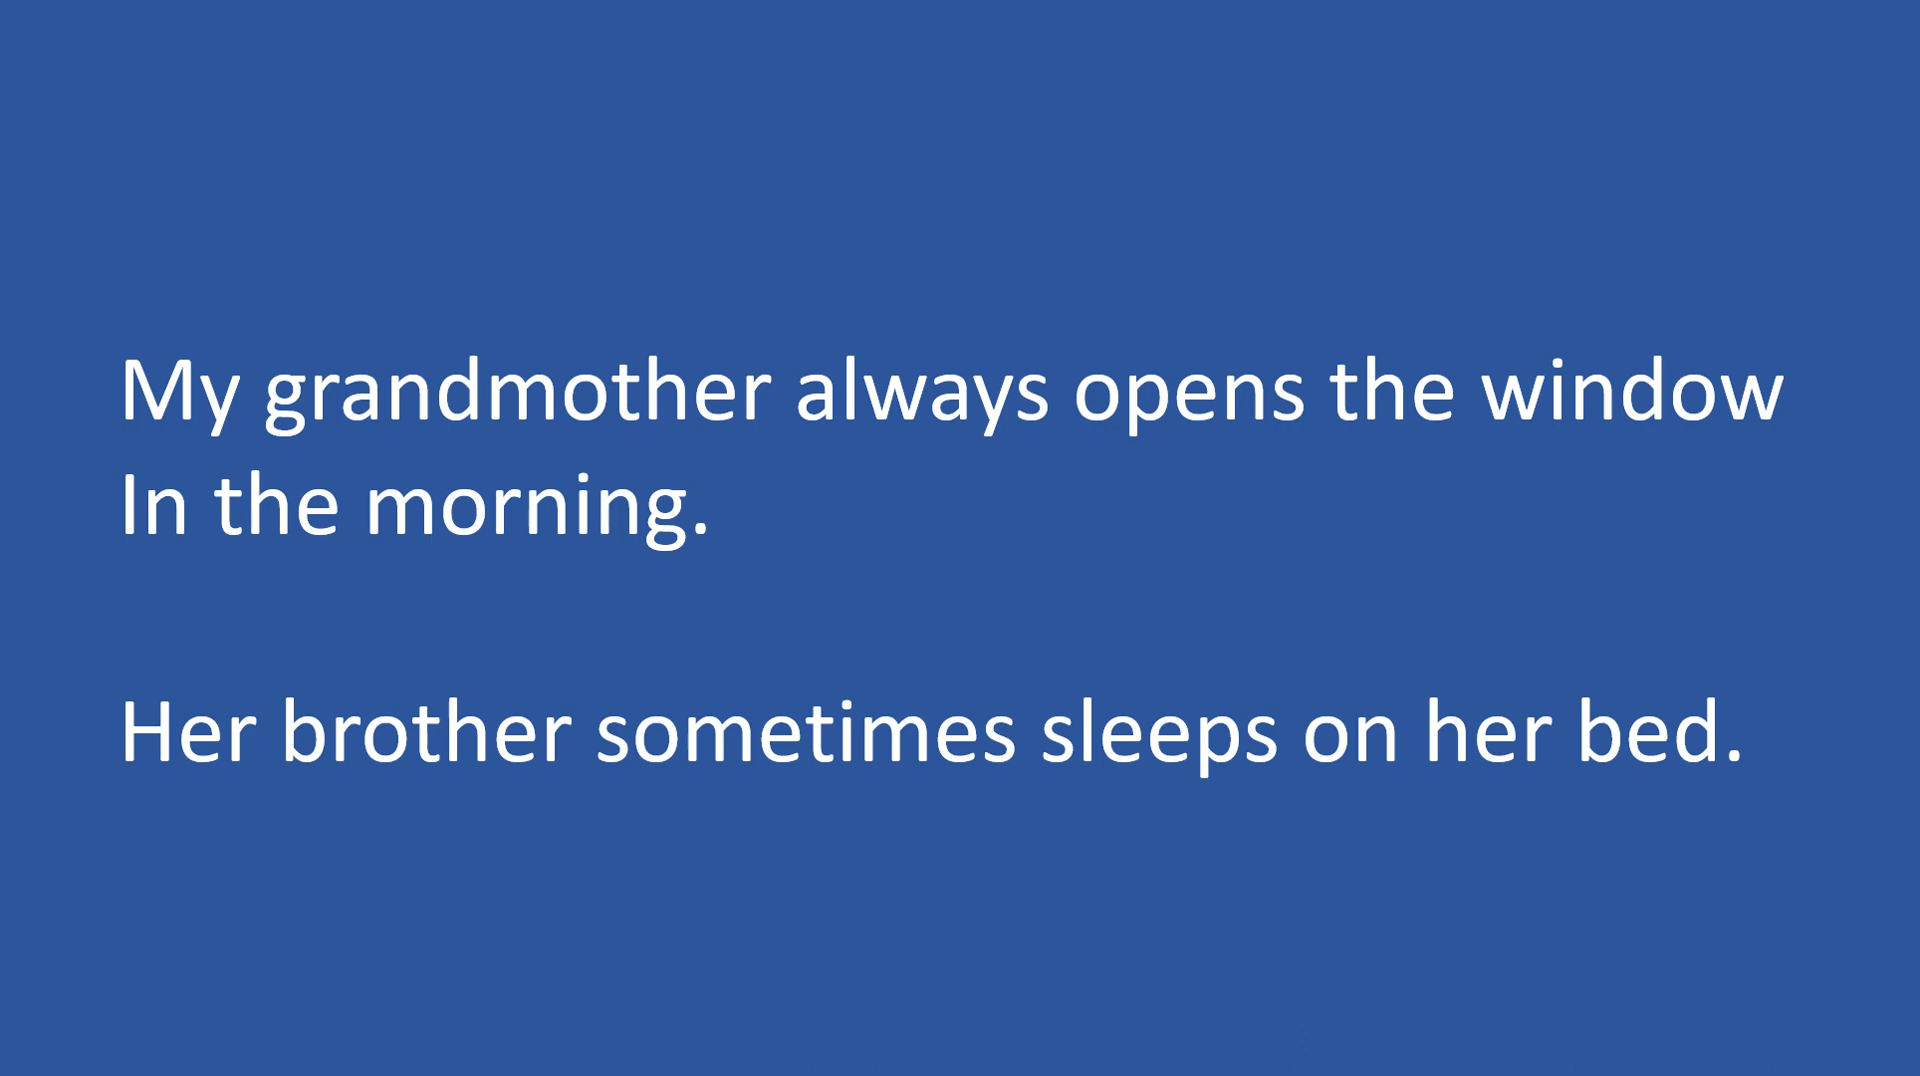 My grandmother always opens the window
In the morning.
Her brother sometimes sleeps on her bed.